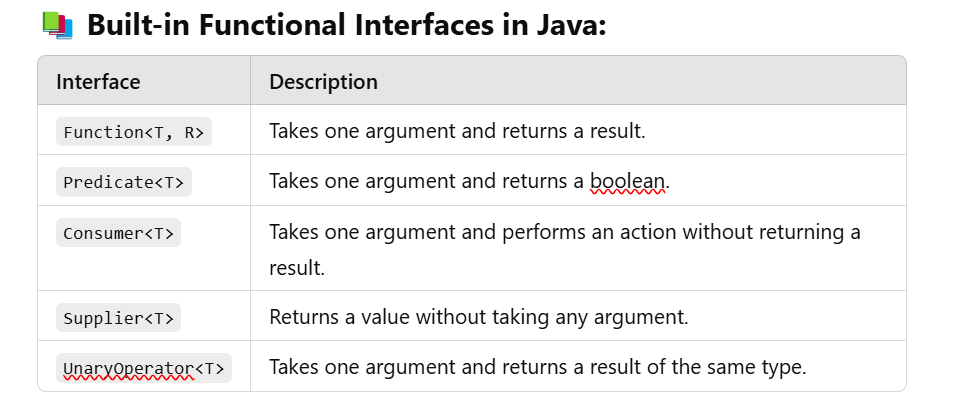 Built-in Functional Interfaces in Java:
Interface Description
Function<T, R> Takes one argument and returns a result.
Predicate<T> Takes one argument and returns a boolean.
Consumer<T> Takes one argument and performs an action without returning a
result.
Supplier<T> Returns a value without taking any argument.
UnaryOperator<T> Takes one argument and returns a result of the same type.